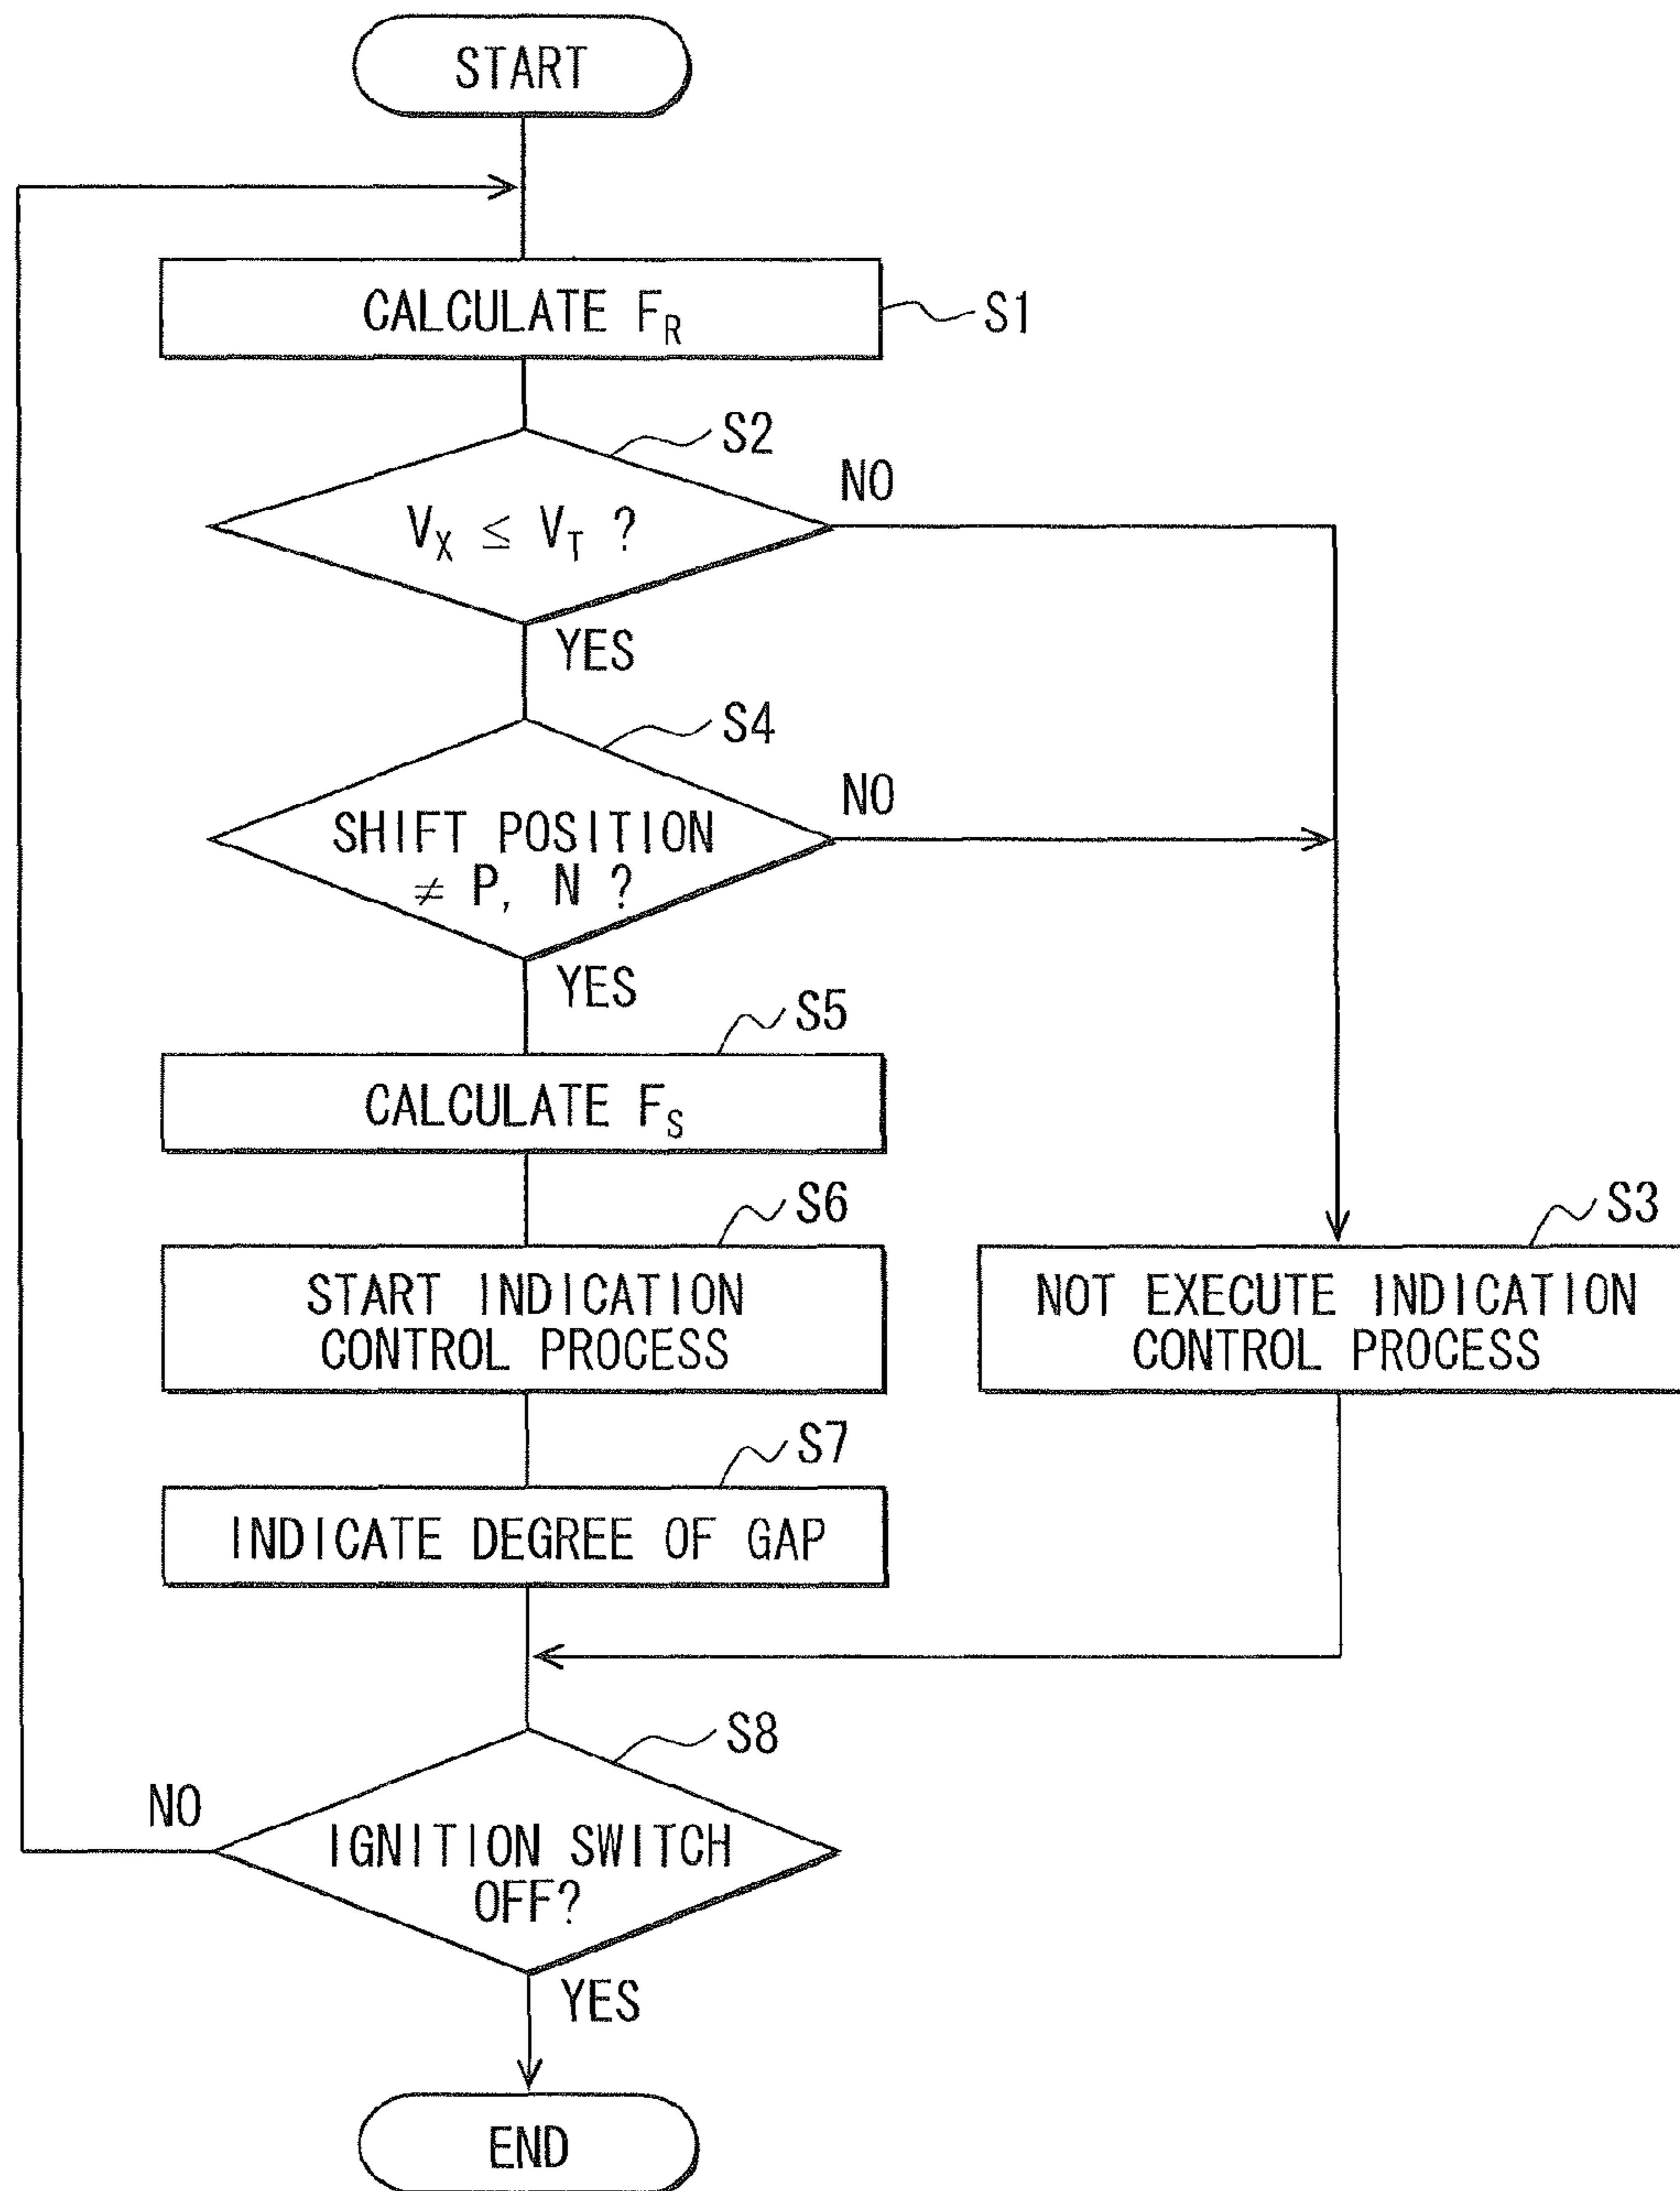 START
CALCULATE F_R
S1
S2
V_X ≤ V_T ?
NO
YES
S4
SHIFT POSITION
≠ P, N ?
NO
YES
S5
CALCULATE F_S
S6
START INDICATION
CONTROL PROCESS
S3
NOT EXECUTE INDICATION
CONTROL PROCESS
S7
INDICATE DEGREE OF GAP
S8
NO
IGNITION SWITCH
OFF?
YES
END